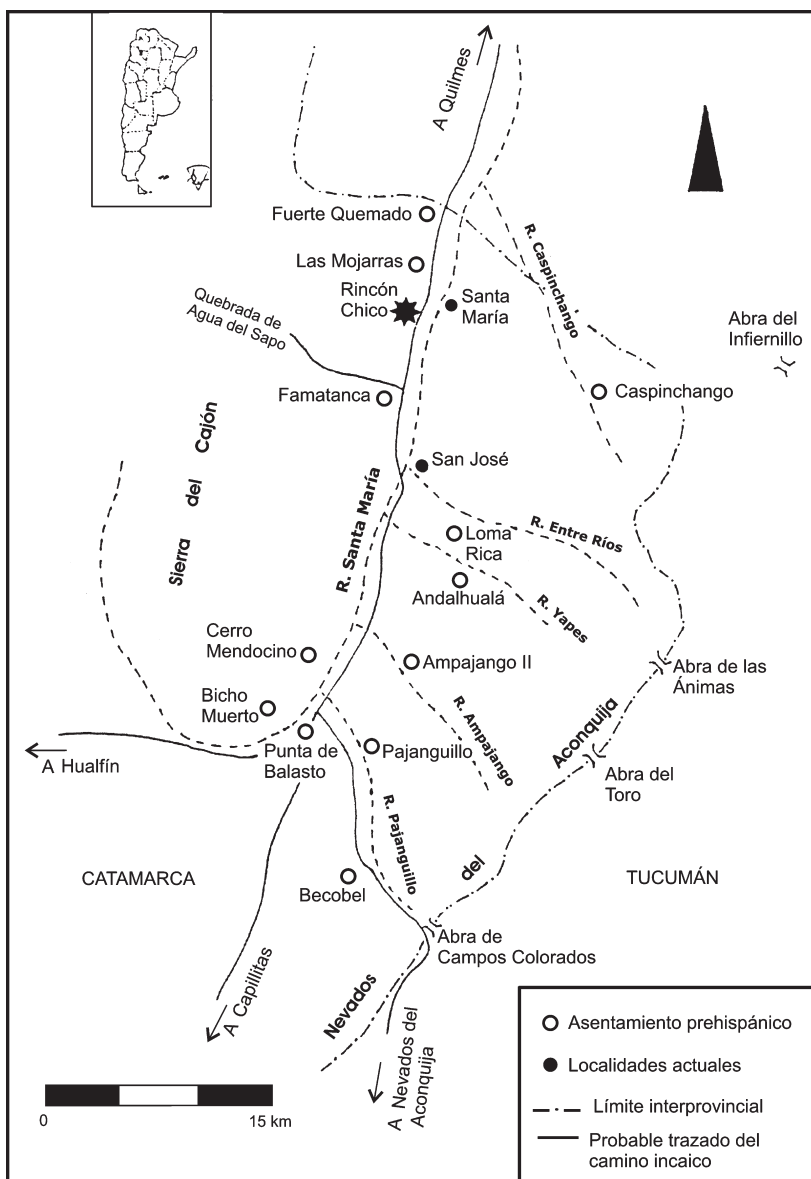 A Quilmes
Fuerte Quemado
Las Mojarras
Rincón
Chico
Santa
María
R. Caspinchango
Quebrada de
Agua del Sapo
Abra del
Infiernillo
Famatanca
Caspinchango
Sierra del Cajón
San José
R. Santa María
Loma
Rica
R. Entre Ríos
Andalhualá
R. Yapes
Cerro
Mendocino
Ampajango II
Abra de las
Ánimas
Bicho
Muerto
R. Ampajango
A Hualfín
Punta de
Balasto
Pajanguillo
Abra del
Toro
R. Pajanguillo
CATAMARCA
Becobel
TUCUMÁN
Abra de
Campos Colorados
Nevados del Aconquija
A Capillitas
A Nevados del
Aconquija
Asentamiento prehispánico
Localidades actuales
Límite interprovincial
Probable trazado del
camino incaico
0 15 km